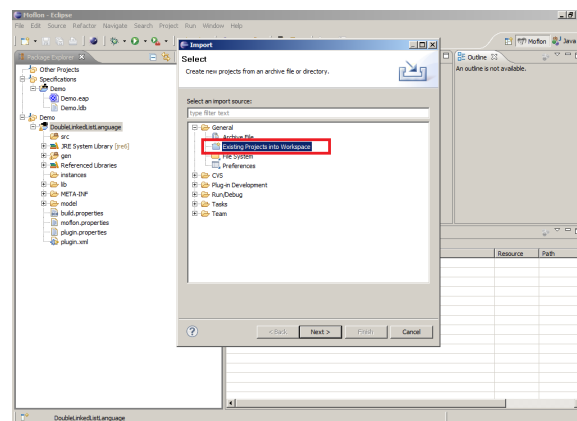 Moflon - Eclipse
File Edit Source Refactor Navigate Search Project Run Window Help
Moflon Java
Package Explorer
Other Projects
Specifications
Demo
Demo.eap
Demo.ldb
Demo
DoubleLinkedListLanguage
src
JRE System Library [jre6]
gen
Referenced Libraries
instances
lib
META-INF
model
build.properties
moflon.properties
plugin.properties
plugin.xml
Import
Select
Create new projects from an archive file or directory.
Select an import source:
type filter text
General
Archive File
Existing Projects into Workspace
File System
Preferences
CVS
Plug-in Development
Run/Debug
Tasks
Team
?
< Back Next > Finish Cancel
Outline
An outline is not available.
Resource Path
DoubleLinkedListLanguage